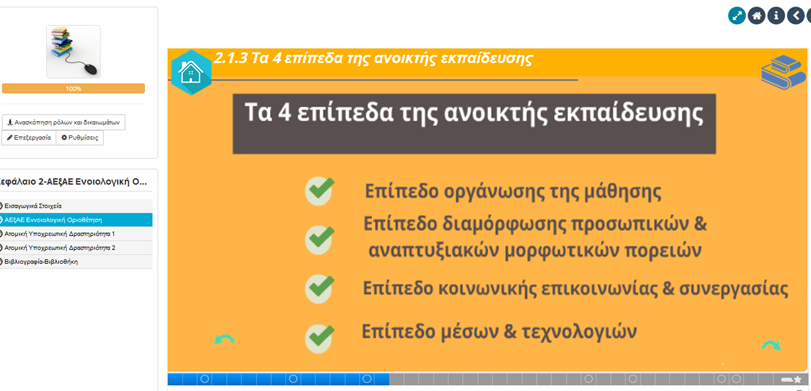 100%
Ανασκόπηση ρόλων και δικαιωμάτων
Επεξεργασία Ρυθμίσεις
εφάλαιο 2-ΑΕξΑΕ Ενοιολογική Ο...
Εισαγωγικά Στοιχεία
ΑΕξΑΕ Εννοιολογική Οριοθέτηση
Ατομική Υποχρεωτική Δραστηριότητα 1
Ατομική Υποχρεωτική Δραστηριότητα 2
Βιβλιογραφία-Βιβλιοθήκη
2.1.3 Τα 4 επίπεδα της ανοικτής εκπαίδευσης
Τα 4 επίπεδα της ανοικτής εκπαίδευσης
Επίπεδο οργάνωσης της μάθησης
Επίπεδο διαμόρφωσης προσωπικών &
αναπτυξιακών μορφωτικών πορειών
Επίπεδο κοινωνικής επικοινωνίας & συνεργασίας
Επίπεδο μέσων & τεχνολογιών